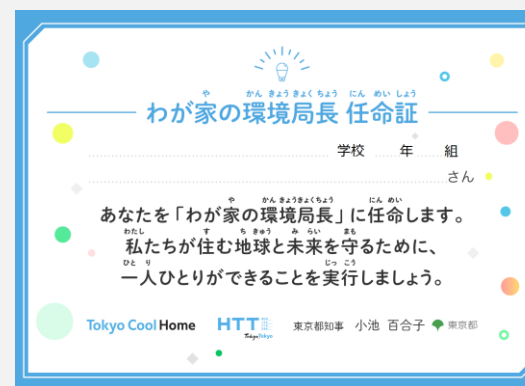 わが家の環境局長 任命証
学校 年 組
さん
あなたを「わが家の環境局長」に任命します。
私たちが住む地球と未来を守るために、
一人ひとりができることを実行しましょう。
Tokyo Cool Home HTT TokyoTokyo 東京都知事 小池 百合子 東京都